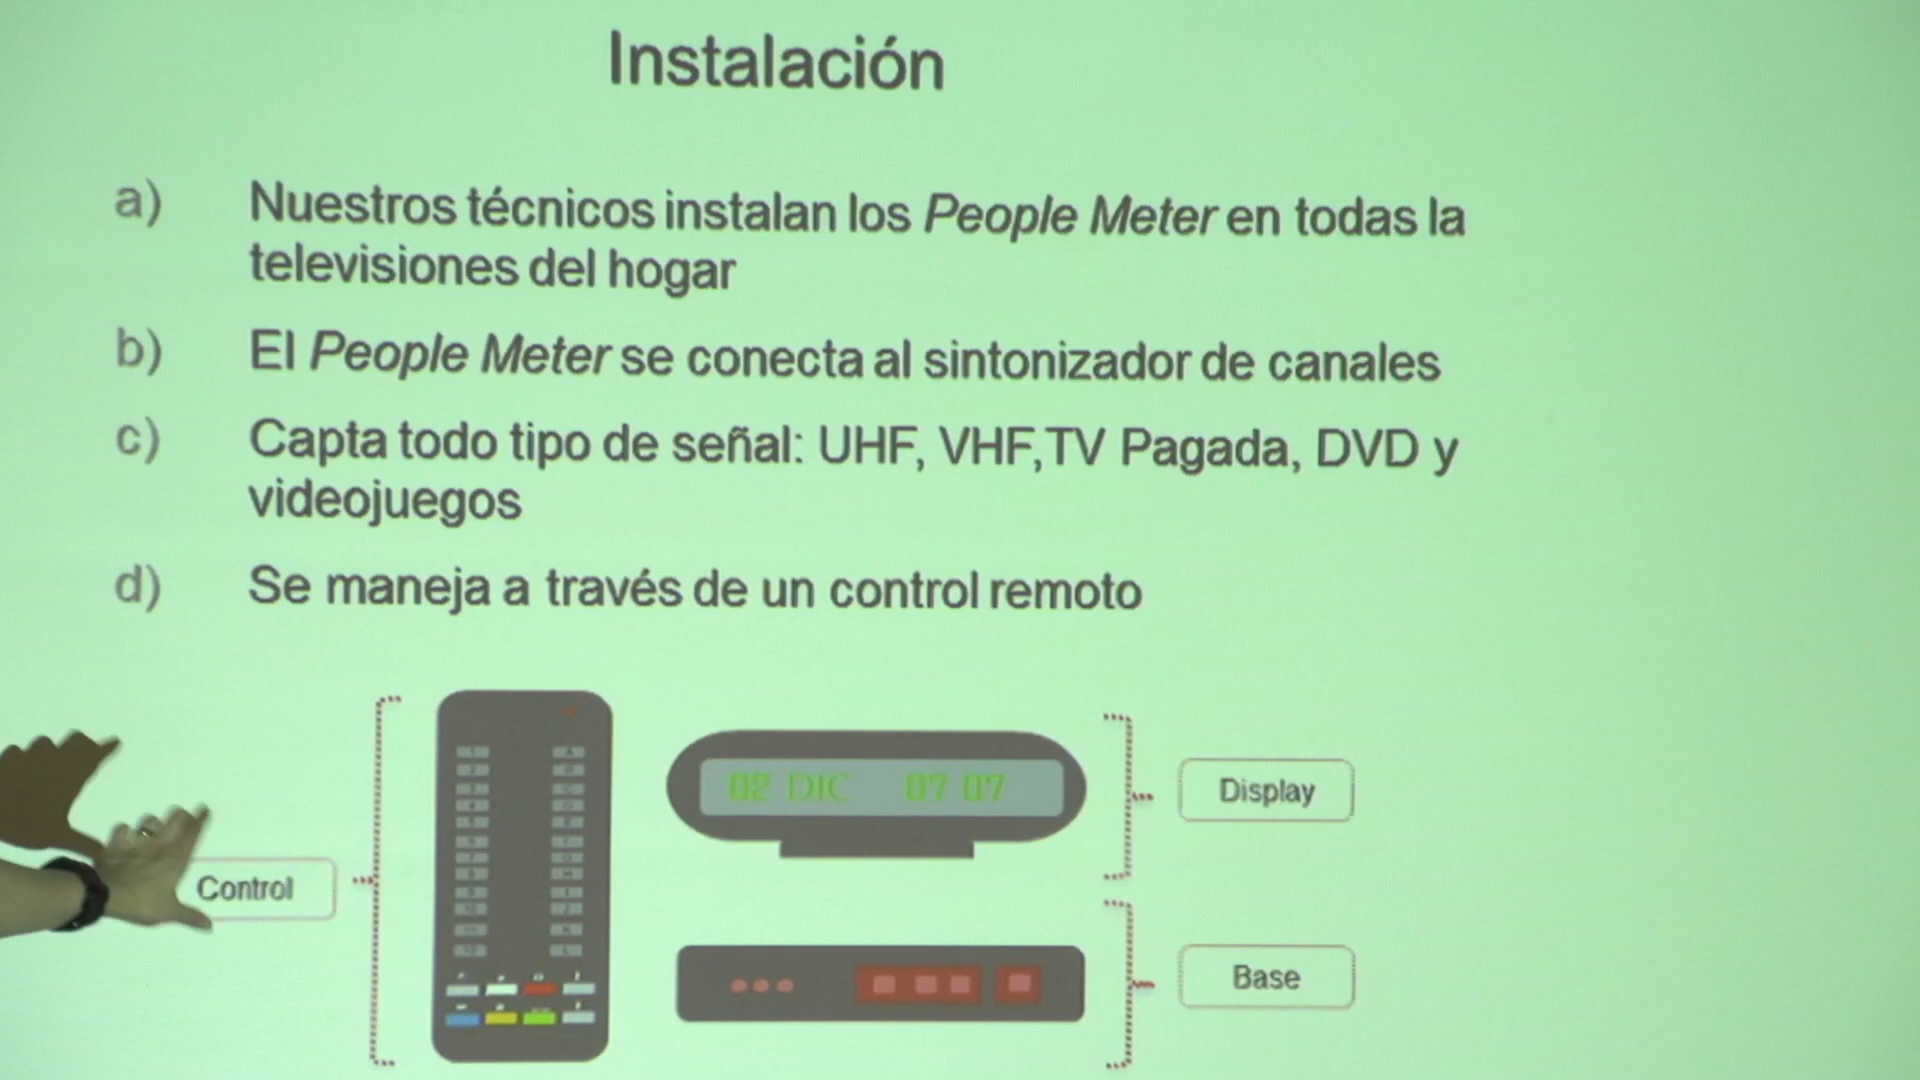 Instalación
a) Nuestros técnicos instalan los People Meter en todas la
televisiones del hogar
b) El People Meter se conecta al sintonizador de canales
c) Capta todo tipo de señal: UHF, VHF,TV Pagada, DVD y
videojuegos
d) Se maneja a través de un control remoto
02 DIC 07 07
Display
Control
Base